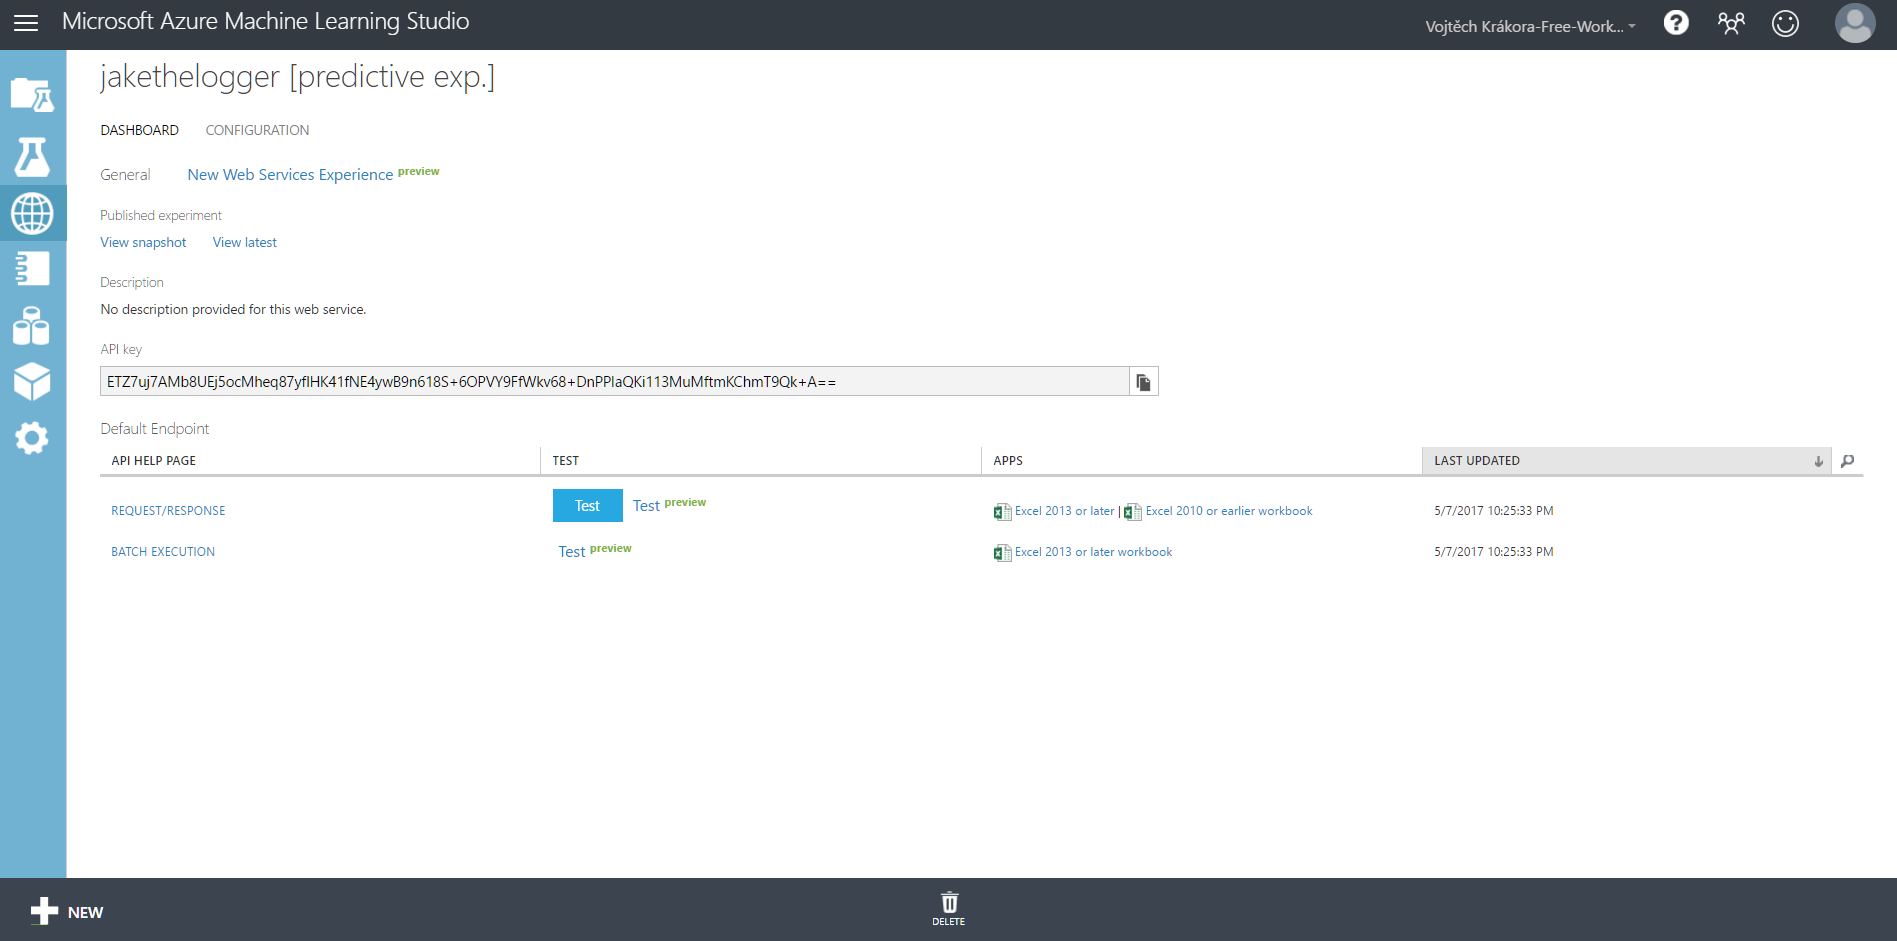 Microsoft Azure Machine Learning Studio
Vojtěch Krákora-Free-Work...
jakethelogger [predictive exp.]
DASHBOARD CONFIGURATION
General New Web Services Experience preview
Published experiment
View snapshot View latest
Description
No description provided for this web service.
API key
ETZ7uj7AMb8UEj5ocMheq87yflHK41fNE4ywB9n618S+6OPVY9FfWkv68+DnPPlaQKi113MuMftmKChmT9Qk+A==
Default Endpoint
API HELP PAGE TEST APPS LAST UPDATED
REQUEST/RESPONSE Test Test preview Excel 2013 or later | Excel 2010 or earlier workbook 5/7/2017 10:25:33 PM
BATCH EXECUTION Test preview Excel 2013 or later workbook 5/7/2017 10:25:33 PM
NEW
DELETE